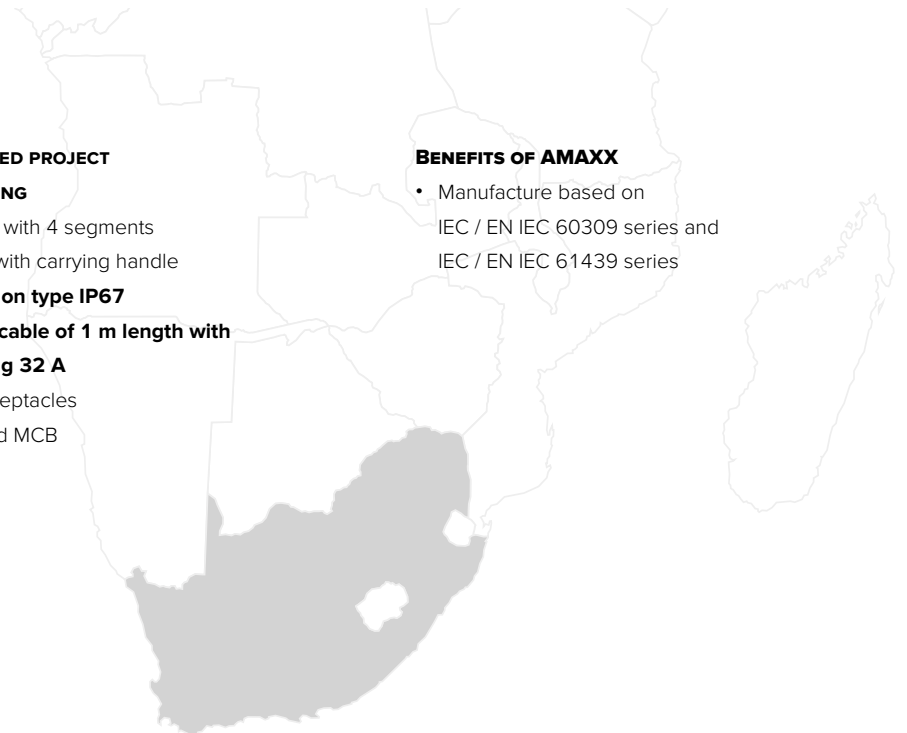 ED PROJECT
NG
with 4 segments
with carrying handle
on type IP67
cable of 1 m length with
g 32 A
eptacles
d MCB
BENEFITS OF AMAXX
• Manufacture based on
IEC / EN IEC 60309 series and
IEC / EN IEC 61439 series